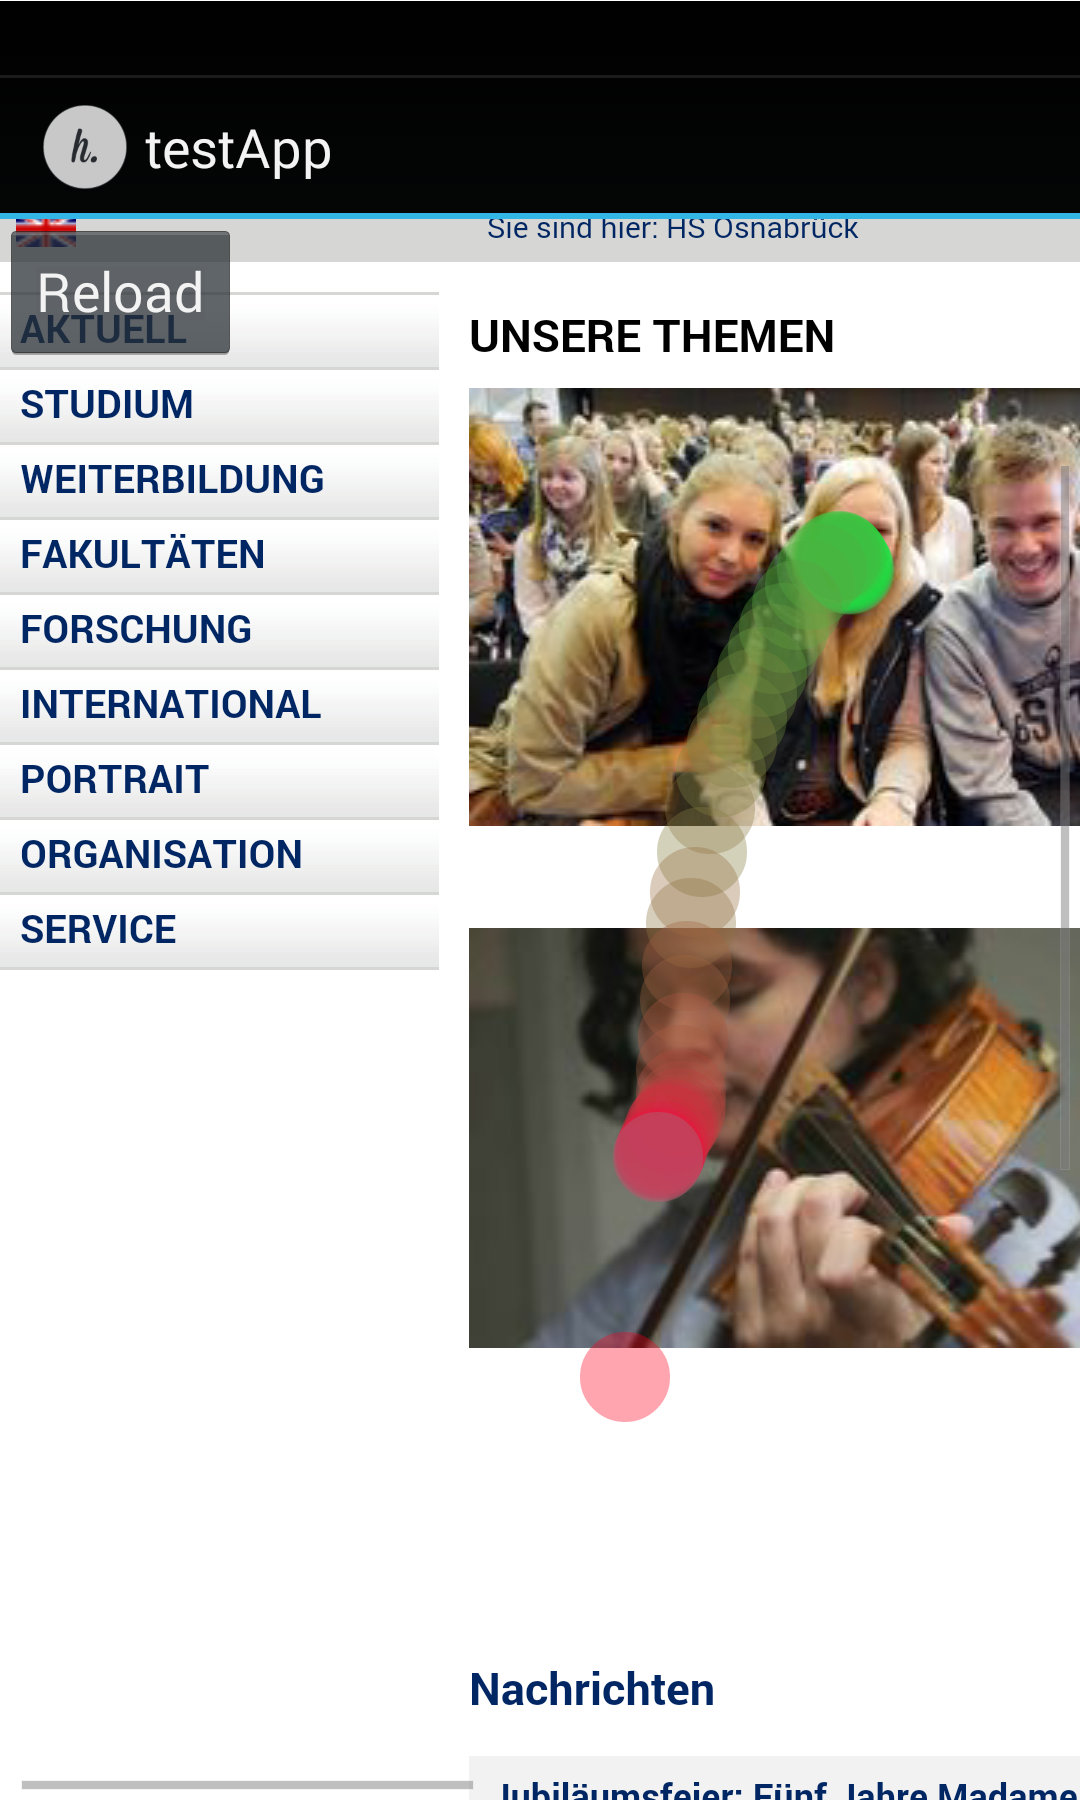 h. testApp
Sie sind hier: HS Osnabrück
Reload
AKTUELL
STUDIUM
WEITERBILDUNG
FAKULTÄTEN
FORSCHUNG
INTERNATIONAL
PORTRAIT
ORGANISATION
SERVICE
UNSERE THEMEN
Nachrichten
Jubiläumsfeier: Fünf Jahre Madame